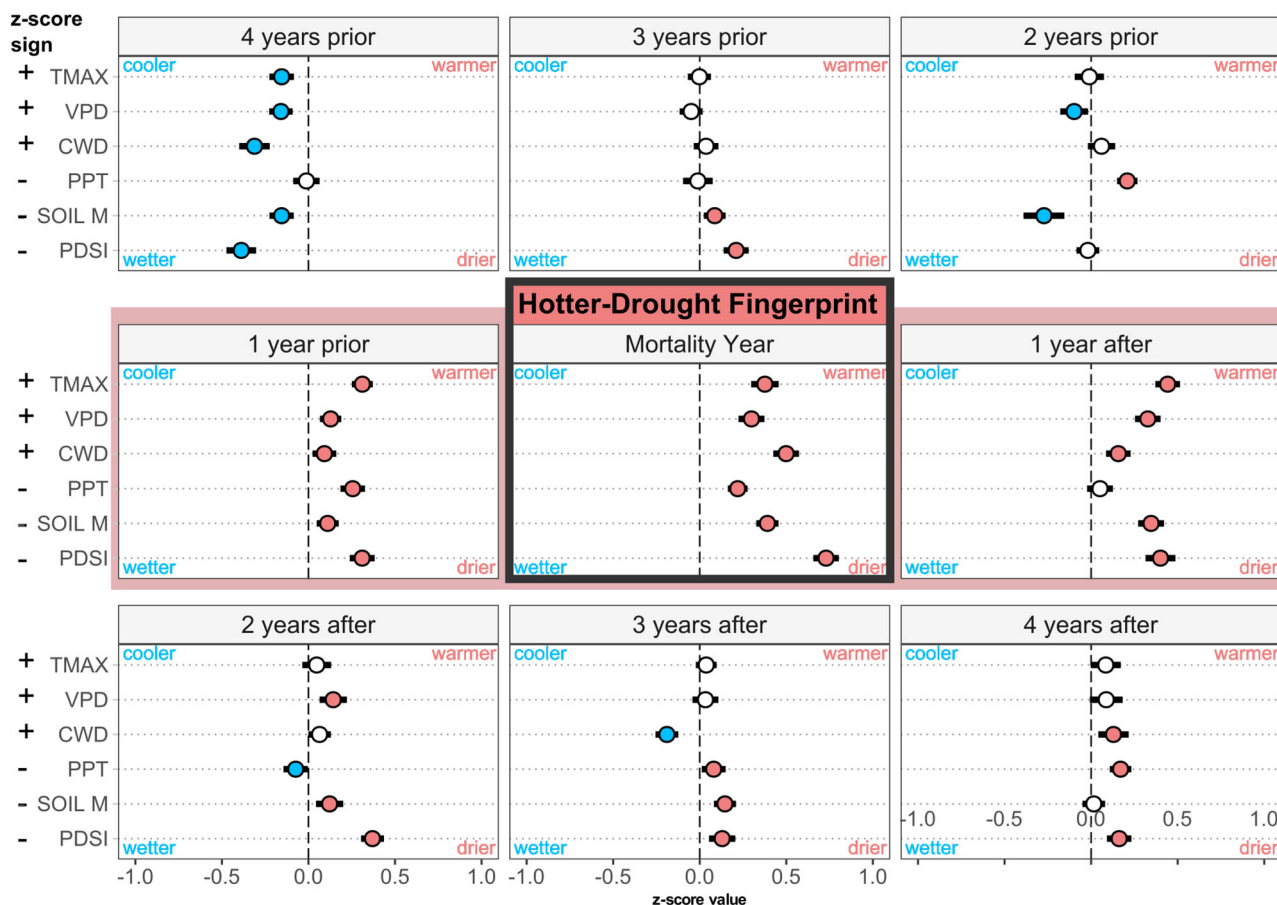 z-score
sign
4 years prior
3 years prior
2 years prior
cooler
warmer
cooler
warmer
cooler
warmer
+ TMAX
+ VPD
+ CWD
- PPT
- SOIL M
- PDSI
wetter
drier
wetter
drier
wetter
drier
Hotter-Drought Fingerprint
1 year prior
Mortality Year
1 year after
cooler
warmer
cooler
warmer
cooler
warmer
+ TMAX
+ VPD
+ CWD
- PPT
- SOIL M
- PDSI
wetter
drier
wetter
drier
wetter
drier
2 years after
3 years after
4 years after
cooler
warmer
cooler
warmer
cooler
warmer
+ TMAX
+ VPD
+ CWD
- PPT
- SOIL M
- PDSI
-1.0 -0.5 0.0 0.5 1.0
wetter
drier
wetter
drier
wetter
drier
-1.0 -0.5 0.0 0.5 1.0
-1.0 -0.5 0.0 0.5 1.0
z-score value